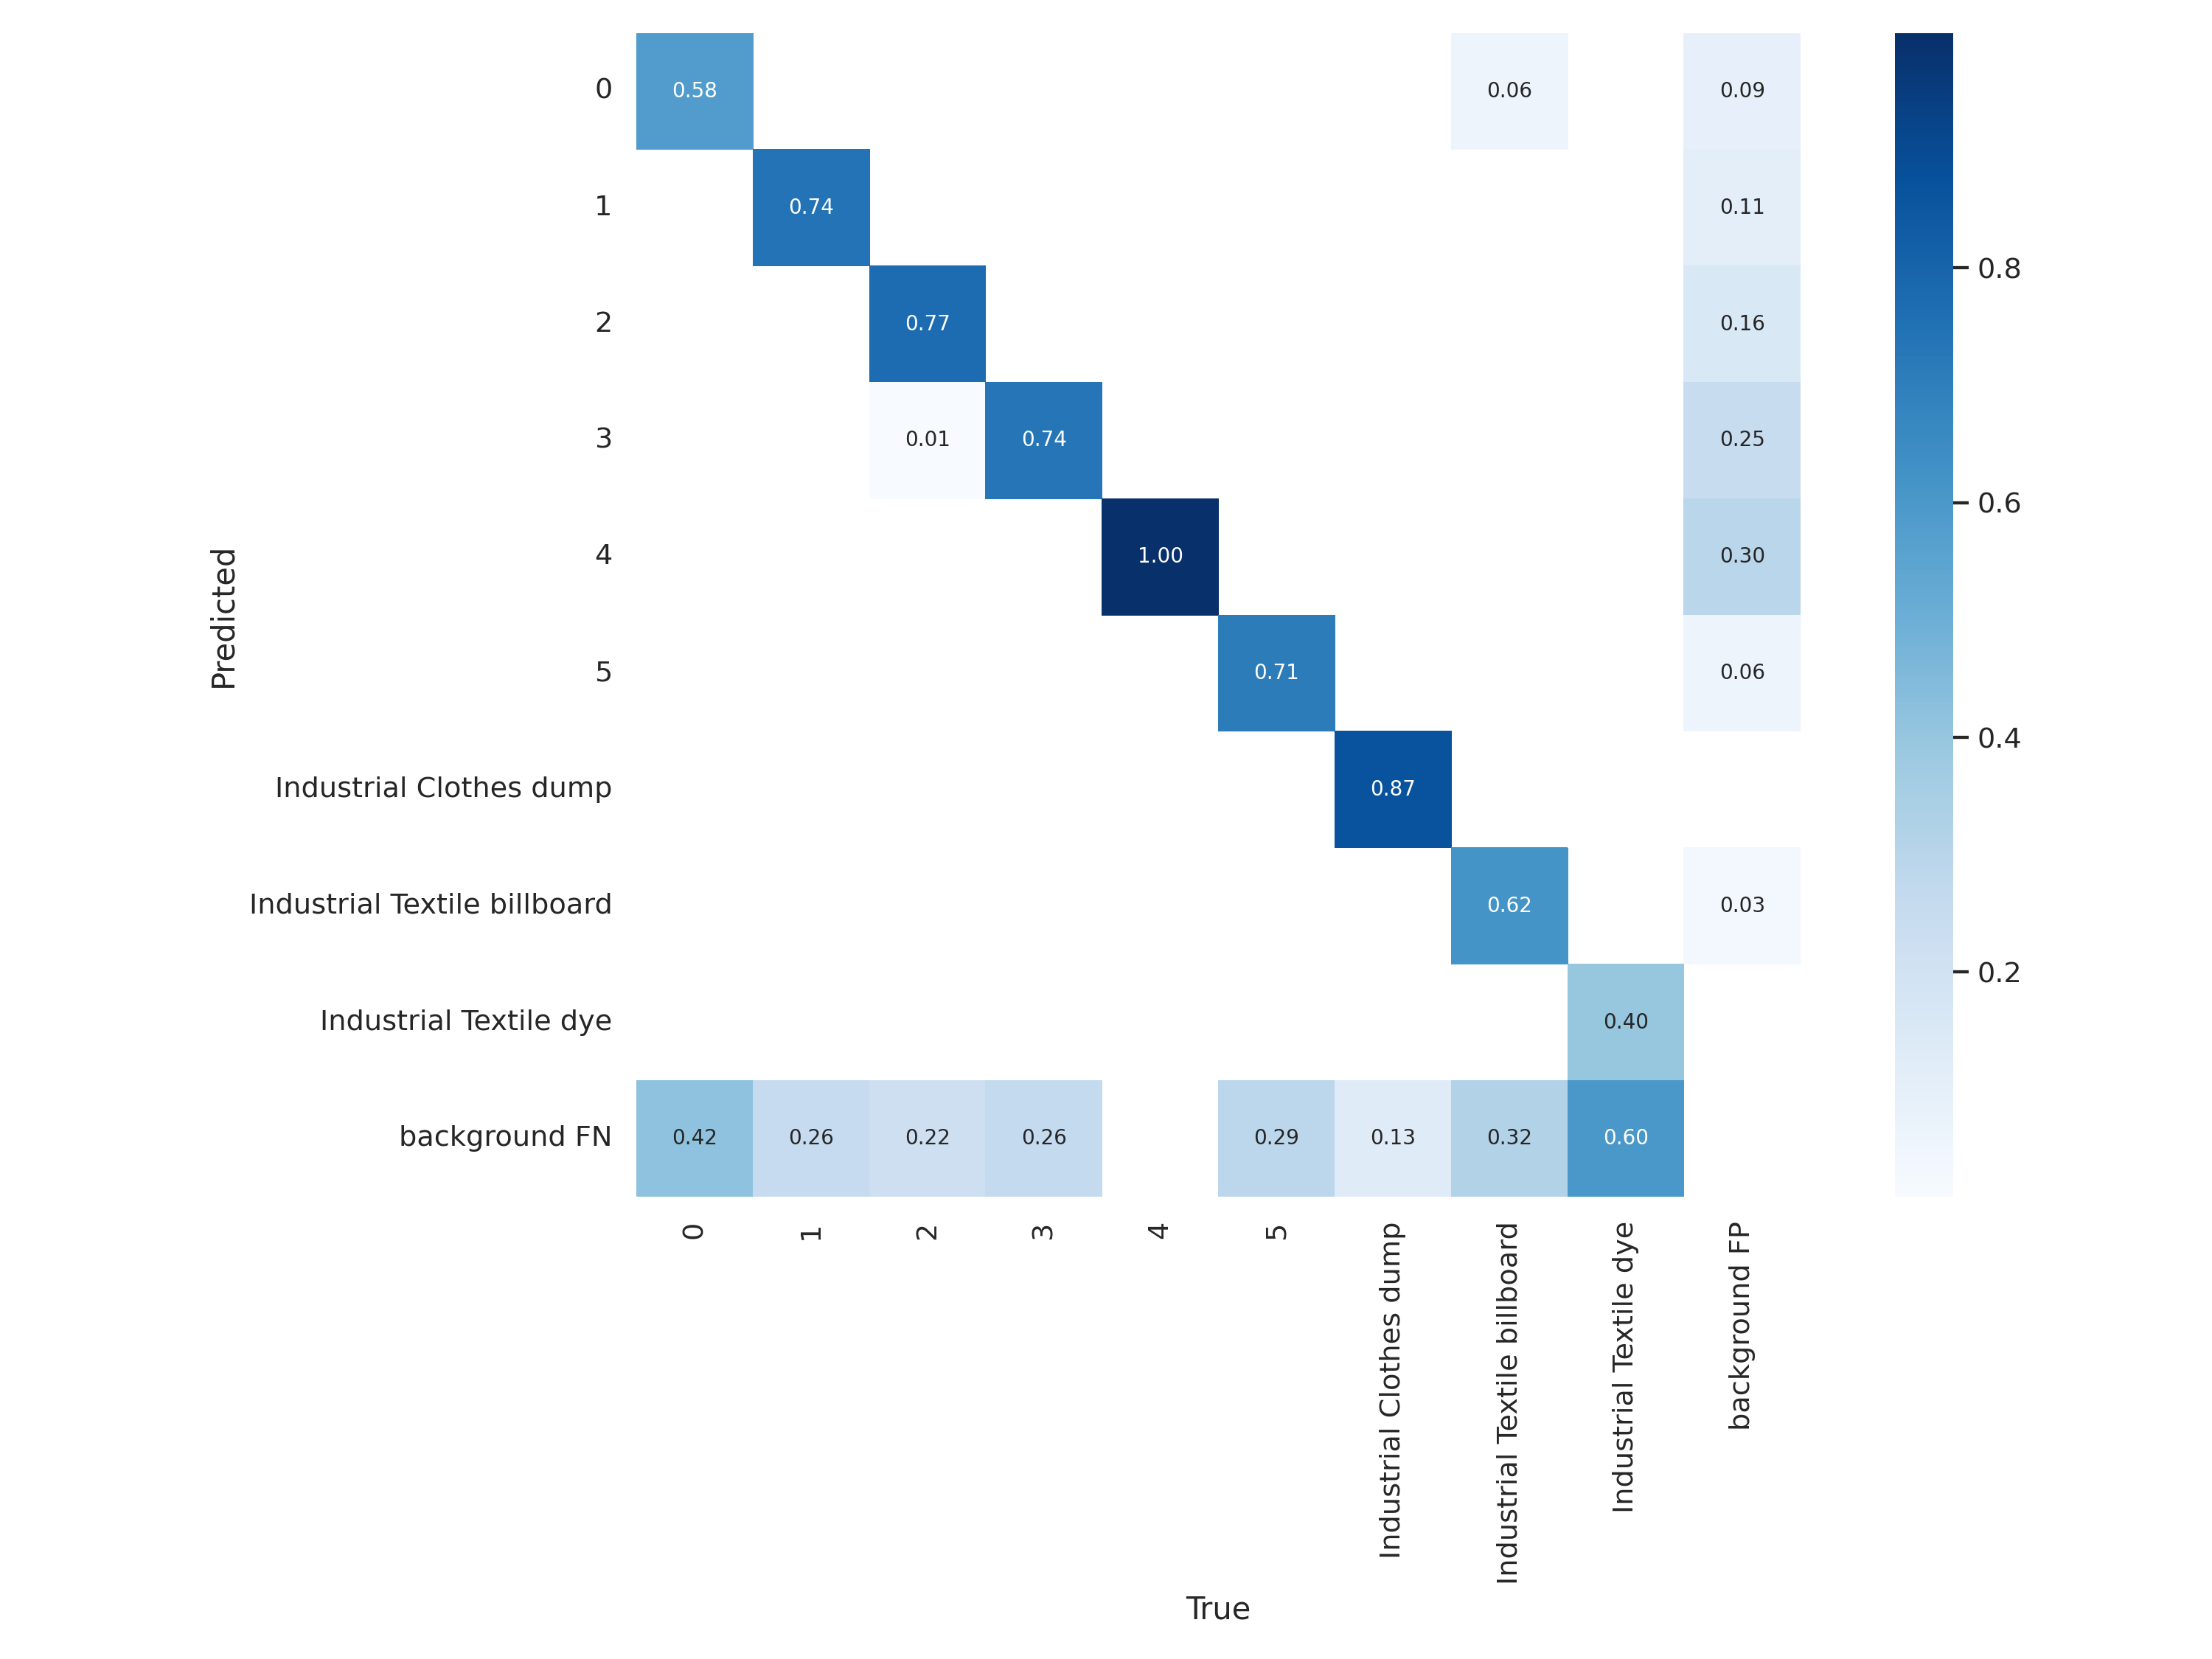 0 0.58 0.06 0.09
1 0.74 0.11
2 0.77 0.16
3 0.01 0.74 0.25
4 1.00 0.30
5 0.71 0.06
Industrial Clothes dump 0.87
Industrial Textile billboard 0.62 0.03
Industrial Textile dye 0.40
background FN 0.42 0.26 0.22 0.26 0.29 0.13 0.32 0.60
Predicted
0
1
2
3
4
5
Industrial Clothes dump
Industrial Textile billboard
Industrial Textile dye
background FP
True
0.8
0.6
0.4
0.2